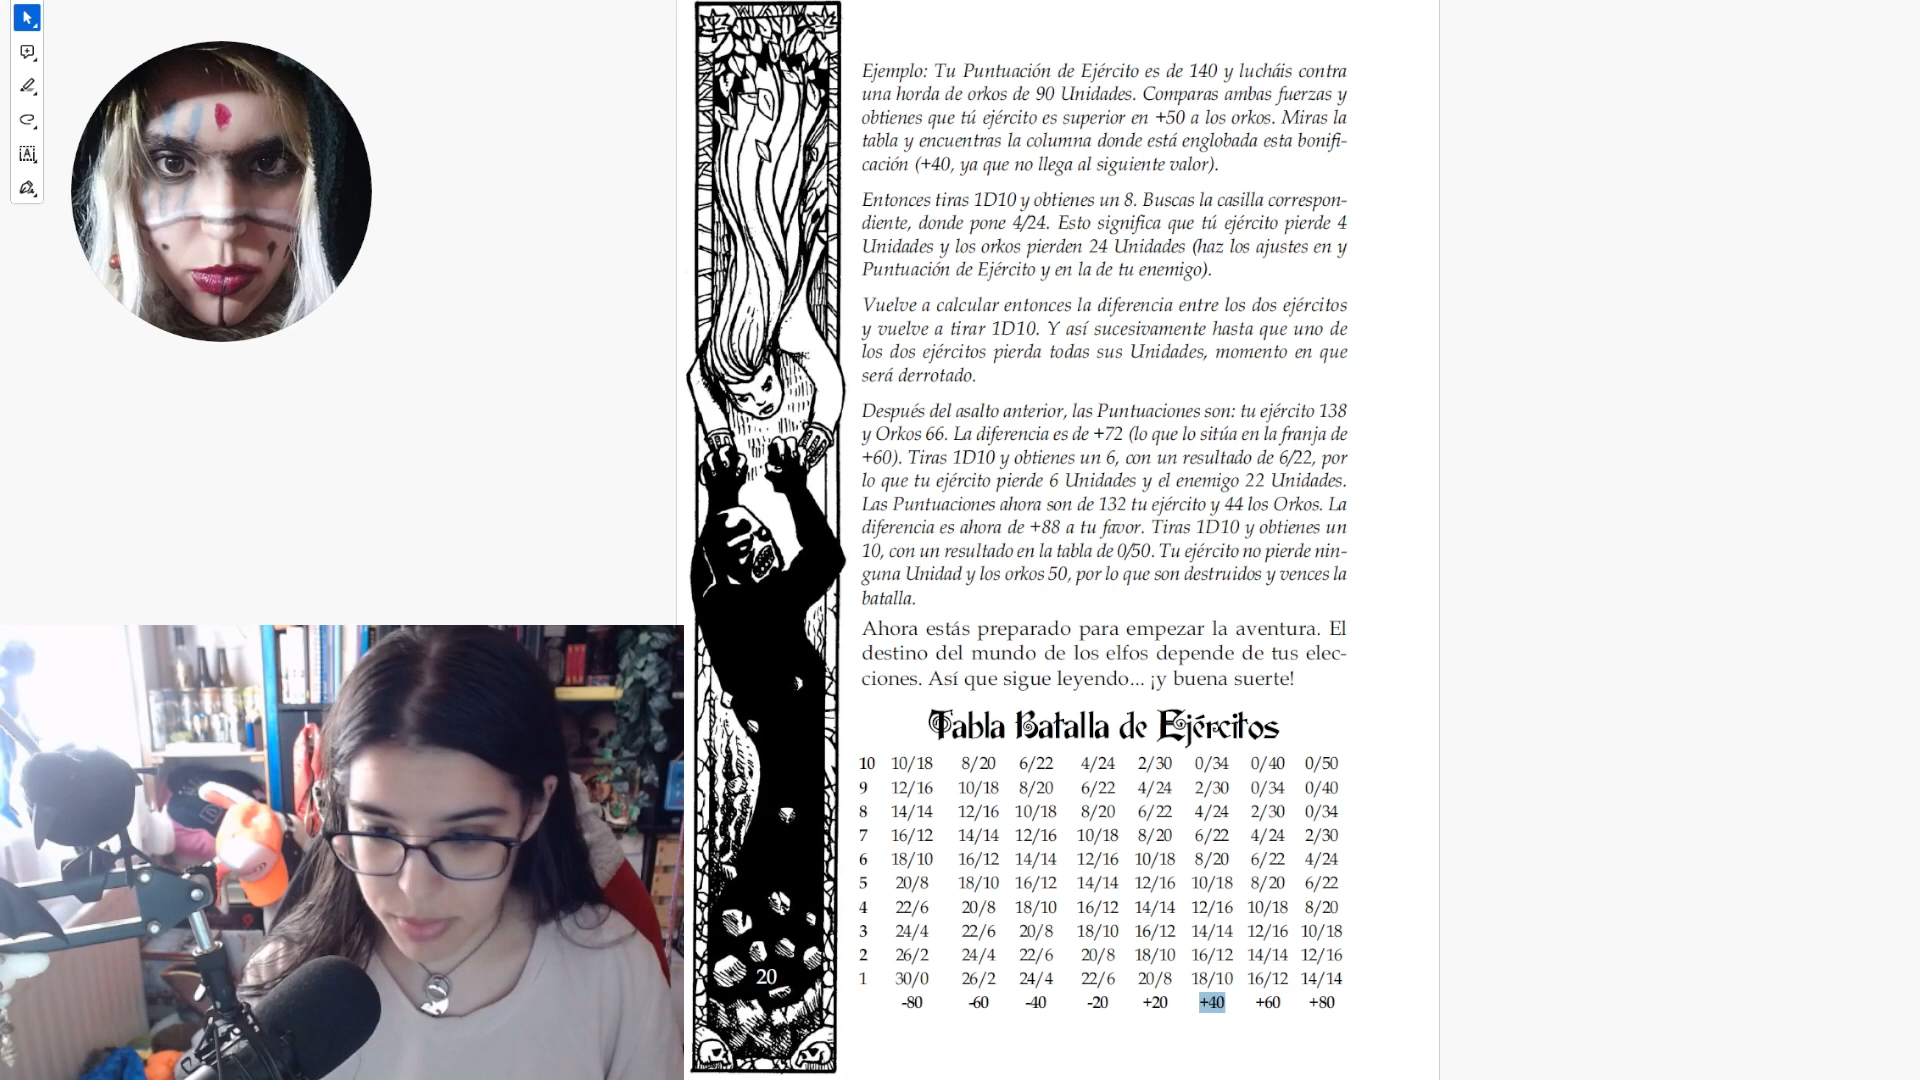 Ejemplo: Tu Puntuación de Ejército es de 140 y lucháis contra
una horda de orkos de 90 Unidades. Comparas ambas fuerzas y
obtienes que tú ejército es superior en +50 a los orkos. Miras la
tabla y encuentras la columna donde está englobada esta bonifi-
cación (+40, ya que no llega al siguiente valor).
Entonces tiras 1D10 y obtienes un 8. Buscas la casilla correspon-
diente, donde pone 4/24. Esto significa que tú ejército pierde 4
Unidades y los orkos pierden 24 Unidades (haz los ajustes en y
Puntuación de Ejército y en la de tu enemigo).
Vuelve a calcular entonces la diferencia entre los dos ejércitos
y vuelve a tirar 1D10. Y así sucesivamente hasta que uno de
los dos ejércitos pierda todas sus Unidades, momento en que
será derrotado.
Después del asalto anterior, las Puntuaciones son: tu ejército 138
y Orkos 66. La diferencia es de +72 (lo que lo sitúa en la franja de
+60). Tiras 1D10 y obtienes un 6, con un resultado de 6/22, por
lo que tu ejército pierde 6 Unidades y el enemigo 22 Unidades.
Las Puntuaciones ahora son de 132 tu ejército y 44 los Orkos. La
diferencia es ahora de +88 a tu favor. Tiras 1D10 y obtienes un
10, con un resultado en la tabla de 0/50. Tu ejército no pierde nin-
guna Unidad y los orkos 50, por lo que son destruidos y vences la
batalla.
Ahora estás preparado para empezar la aventura. El
destino del mundo de los elfos depende de tus elec-
ciones. Así que sigue leyendo... ¡y buena suerte!
Tabla Batalla de Ejércitos
10 10/18 8/20 6/22 4/24 2/30 0/34 0/40 0/50
9 12/16 10/18 8/20 6/22 4/24 2/30 0/34 0/40
8 14/14 12/16 10/18 8/20 6/22 4/24 2/30 0/34
7 16/12 14/14 12/16 10/18 8/20 6/22 4/24 2/30
6 18/10 16/12 14/14 12/16 10/18 8/20 6/22 4/24
5 20/8 18/10 16/12 14/14 12/16 10/18 8/20 6/22
4 22/6 20/8 18/10 16/12 14/14 12/16 10/18 8/20
3 24/4 22/6 20/8 18/10 16/12 14/14 12/16 10/18
2 26/2 24/4 22/6 20/8 18/10 16/12 14/14 12/16
1 30/0 26/2 24/4 22/6 20/8 18/10 16/12 14/14
-80 -60 -40 -20 +20 +40 +60 +80
20